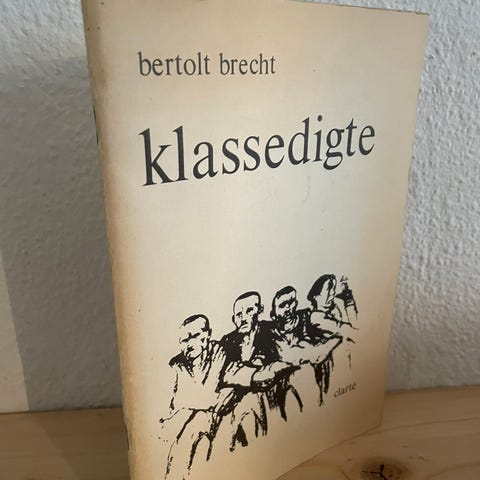 bertolt brecht
klassedigte
clarté